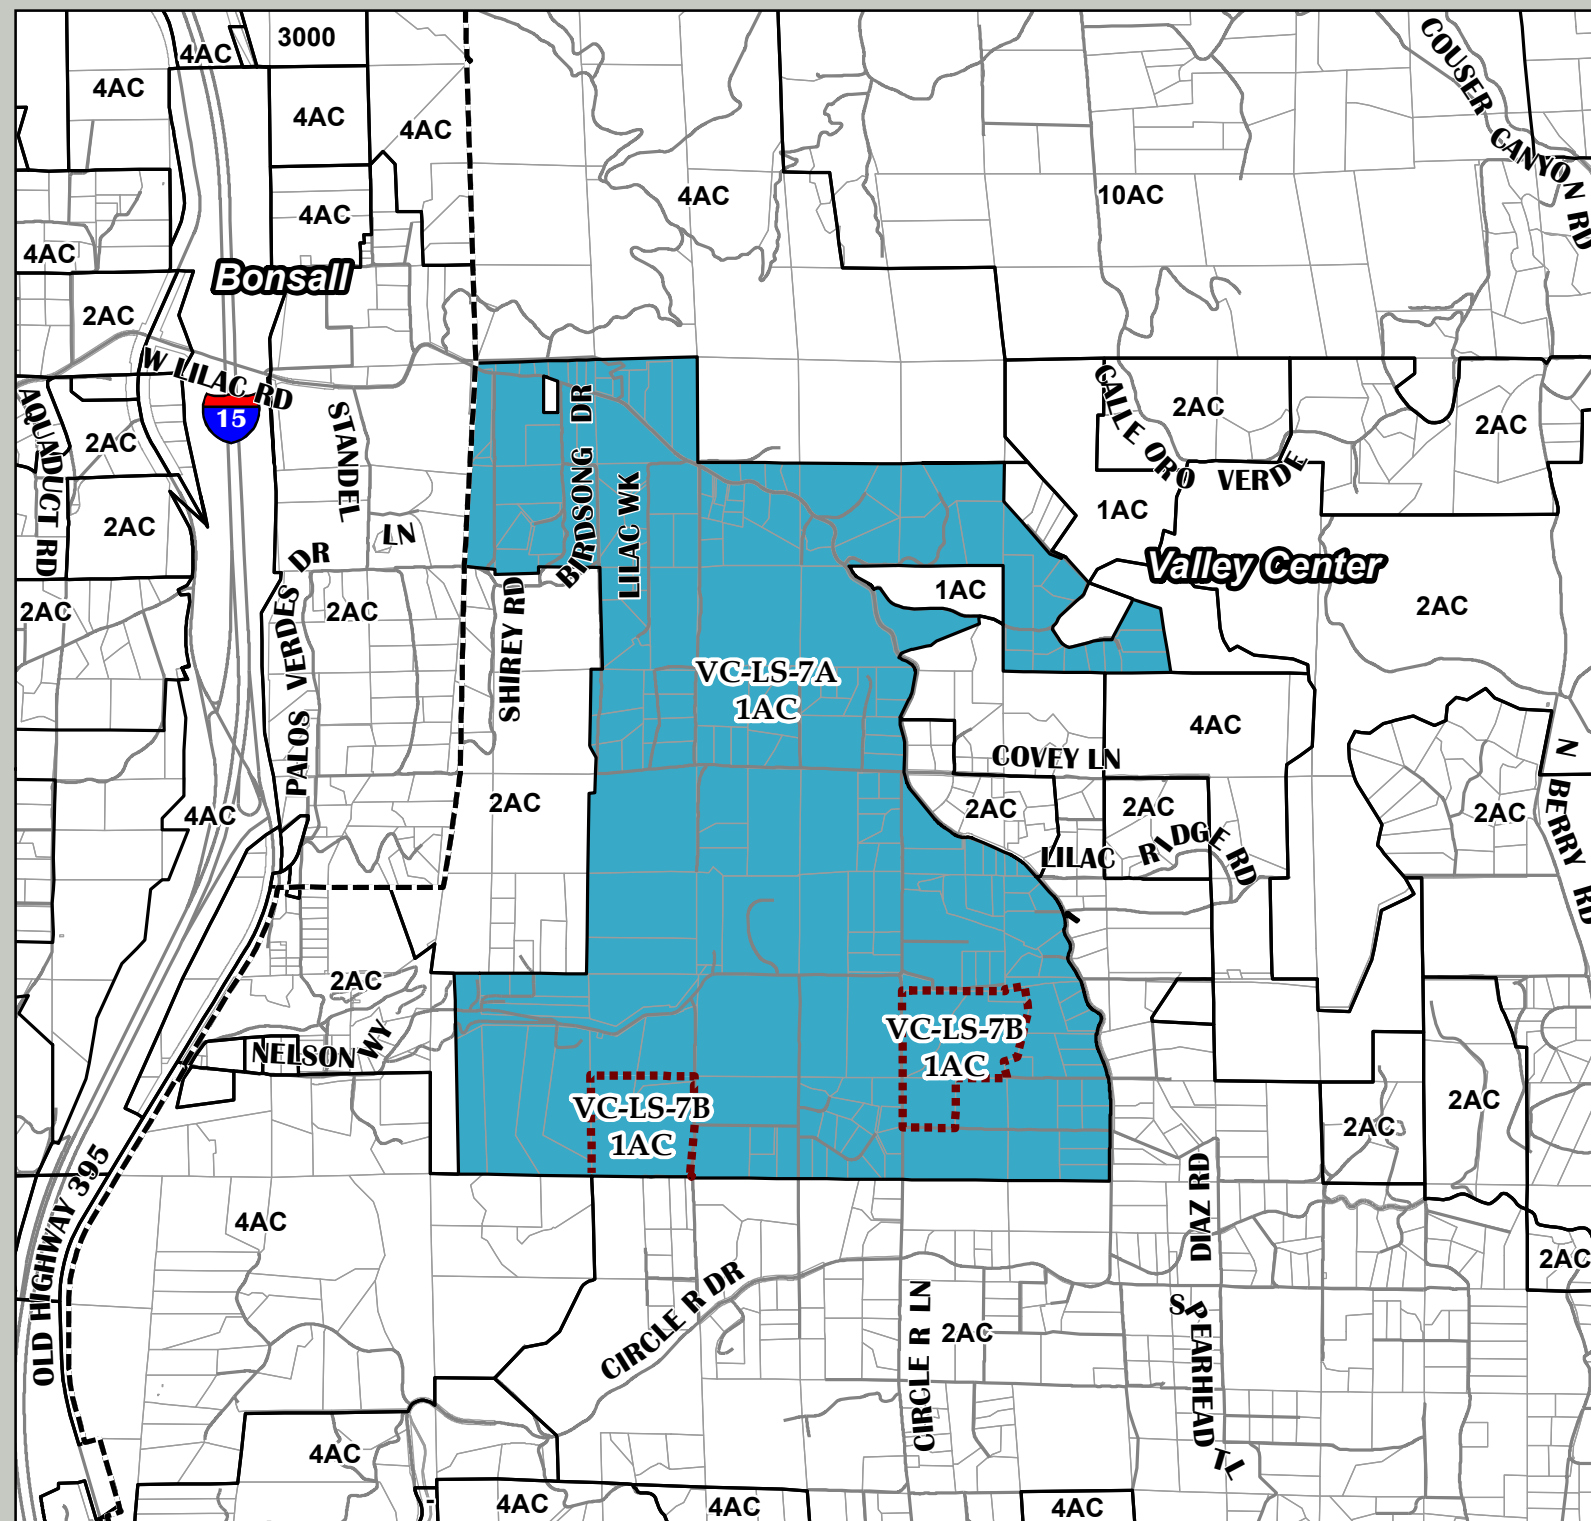 3000
4AC
4AC
4AC
4AC
COUSER CANYON RD
4AC
10AC
4AC
4AC
Bonsall
2AC
W LILAC RD
15
AQUADUCT RD
STANDEL LN
BIRDSONG DR
LILAC WK
CALLE ORO VERDE
2AC
2AC
2AC
1AC
2AC
Valley Center
1AC
2AC
2AC
2AC
PALOS VERDES DR
SHIREY RD
VC-LS-7A
1AC
4AC
N BERRY RD
COVEY LN
2AC
2AC
2AC
2AC
4AC
LILAC RIDGE RD
2AC
NELSON WY
VC-LS-7B
1AC
VC-LS-7B
1AC
2AC
2AC
OLD HIGHWAY 395
DIAZ RD
4AC
2AC
CIRCLE R DR
CIRCLE R LN
2AC
SPEARHEAD TL
4AC
4AC
4AC
4AC